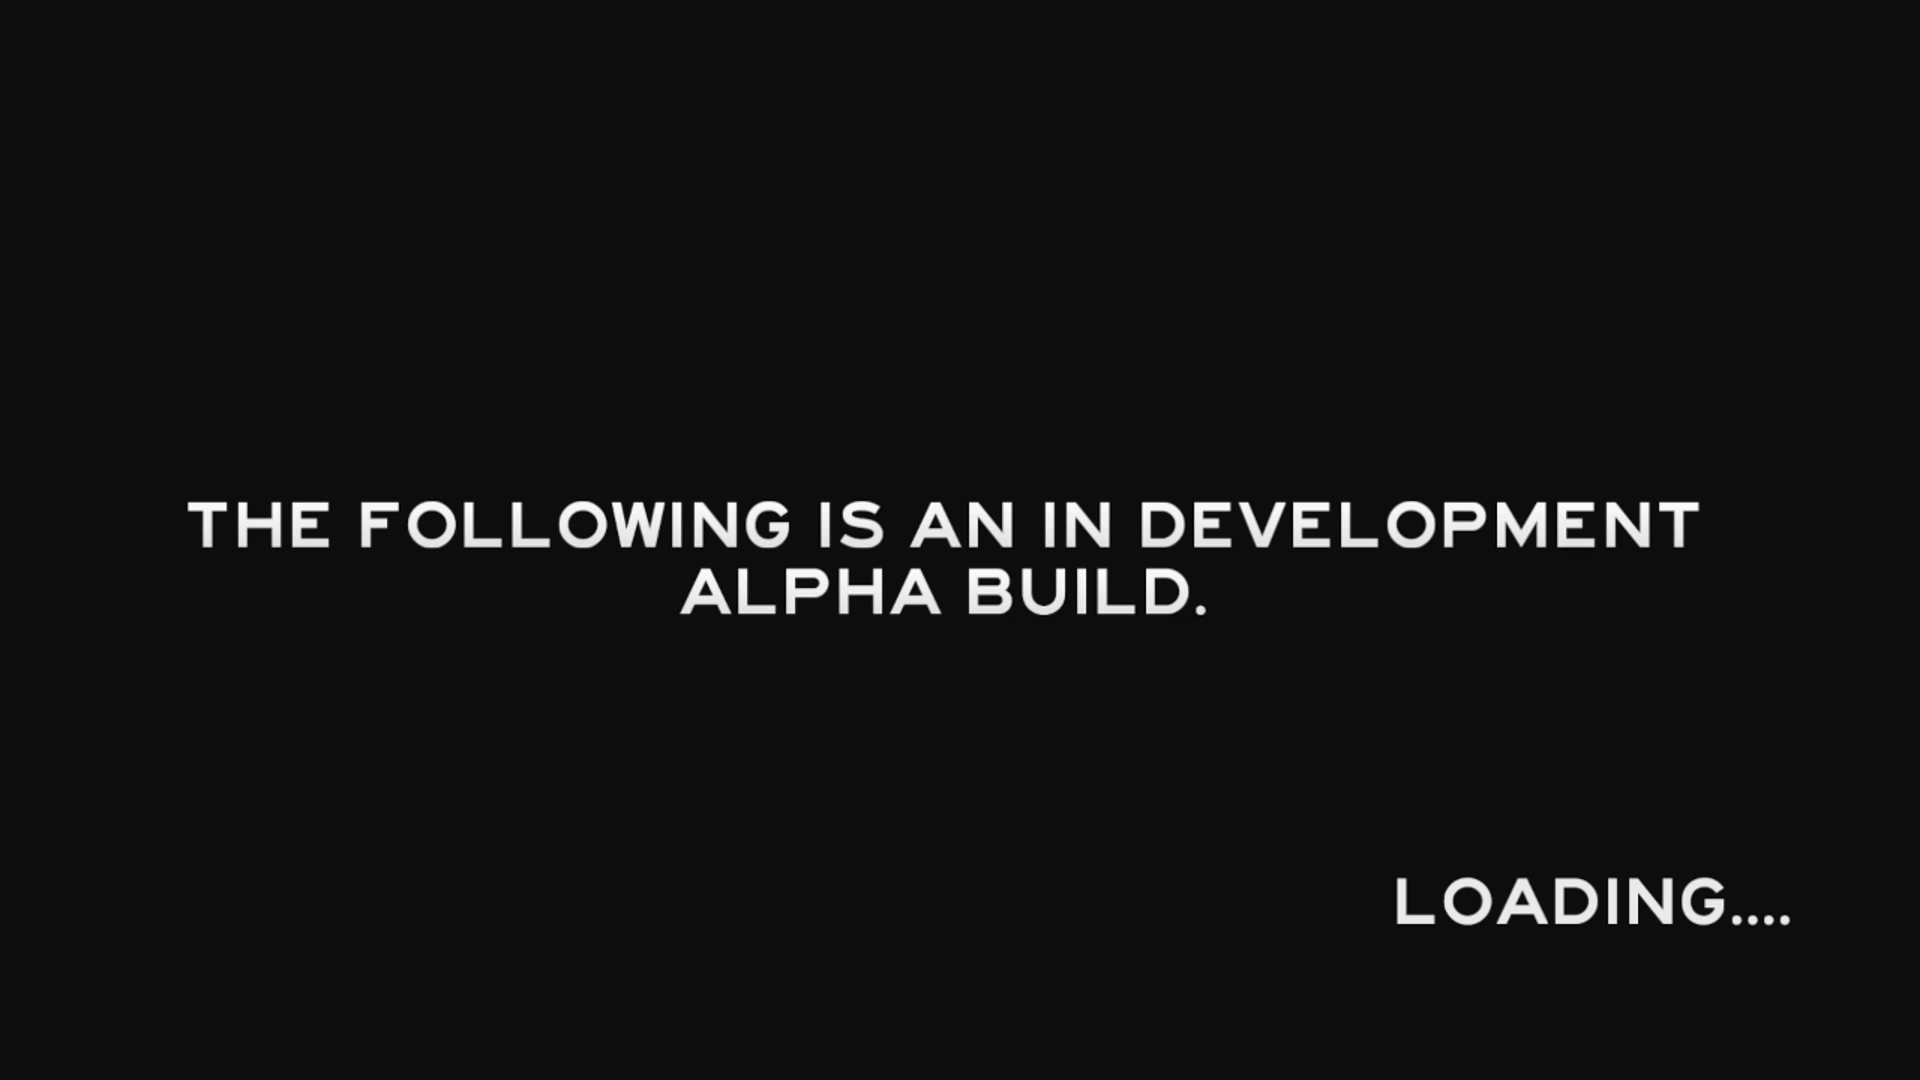 THE FOLLOWING IS AN IN DEVELOPMENT
ALPHA BUILD.
LOADING....